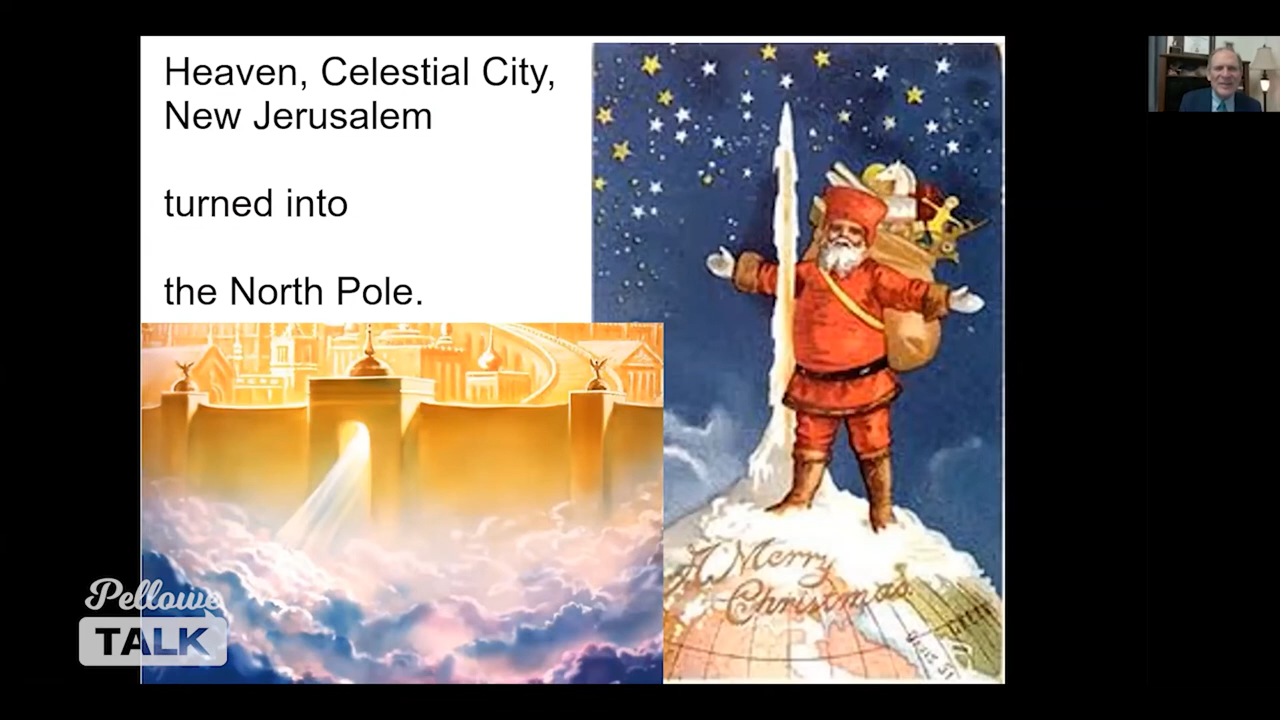 Heaven, Celestial City,
New Jerusalem
turned into
the North Pole.
A Merry
Christmas.
Pellowe
TALK